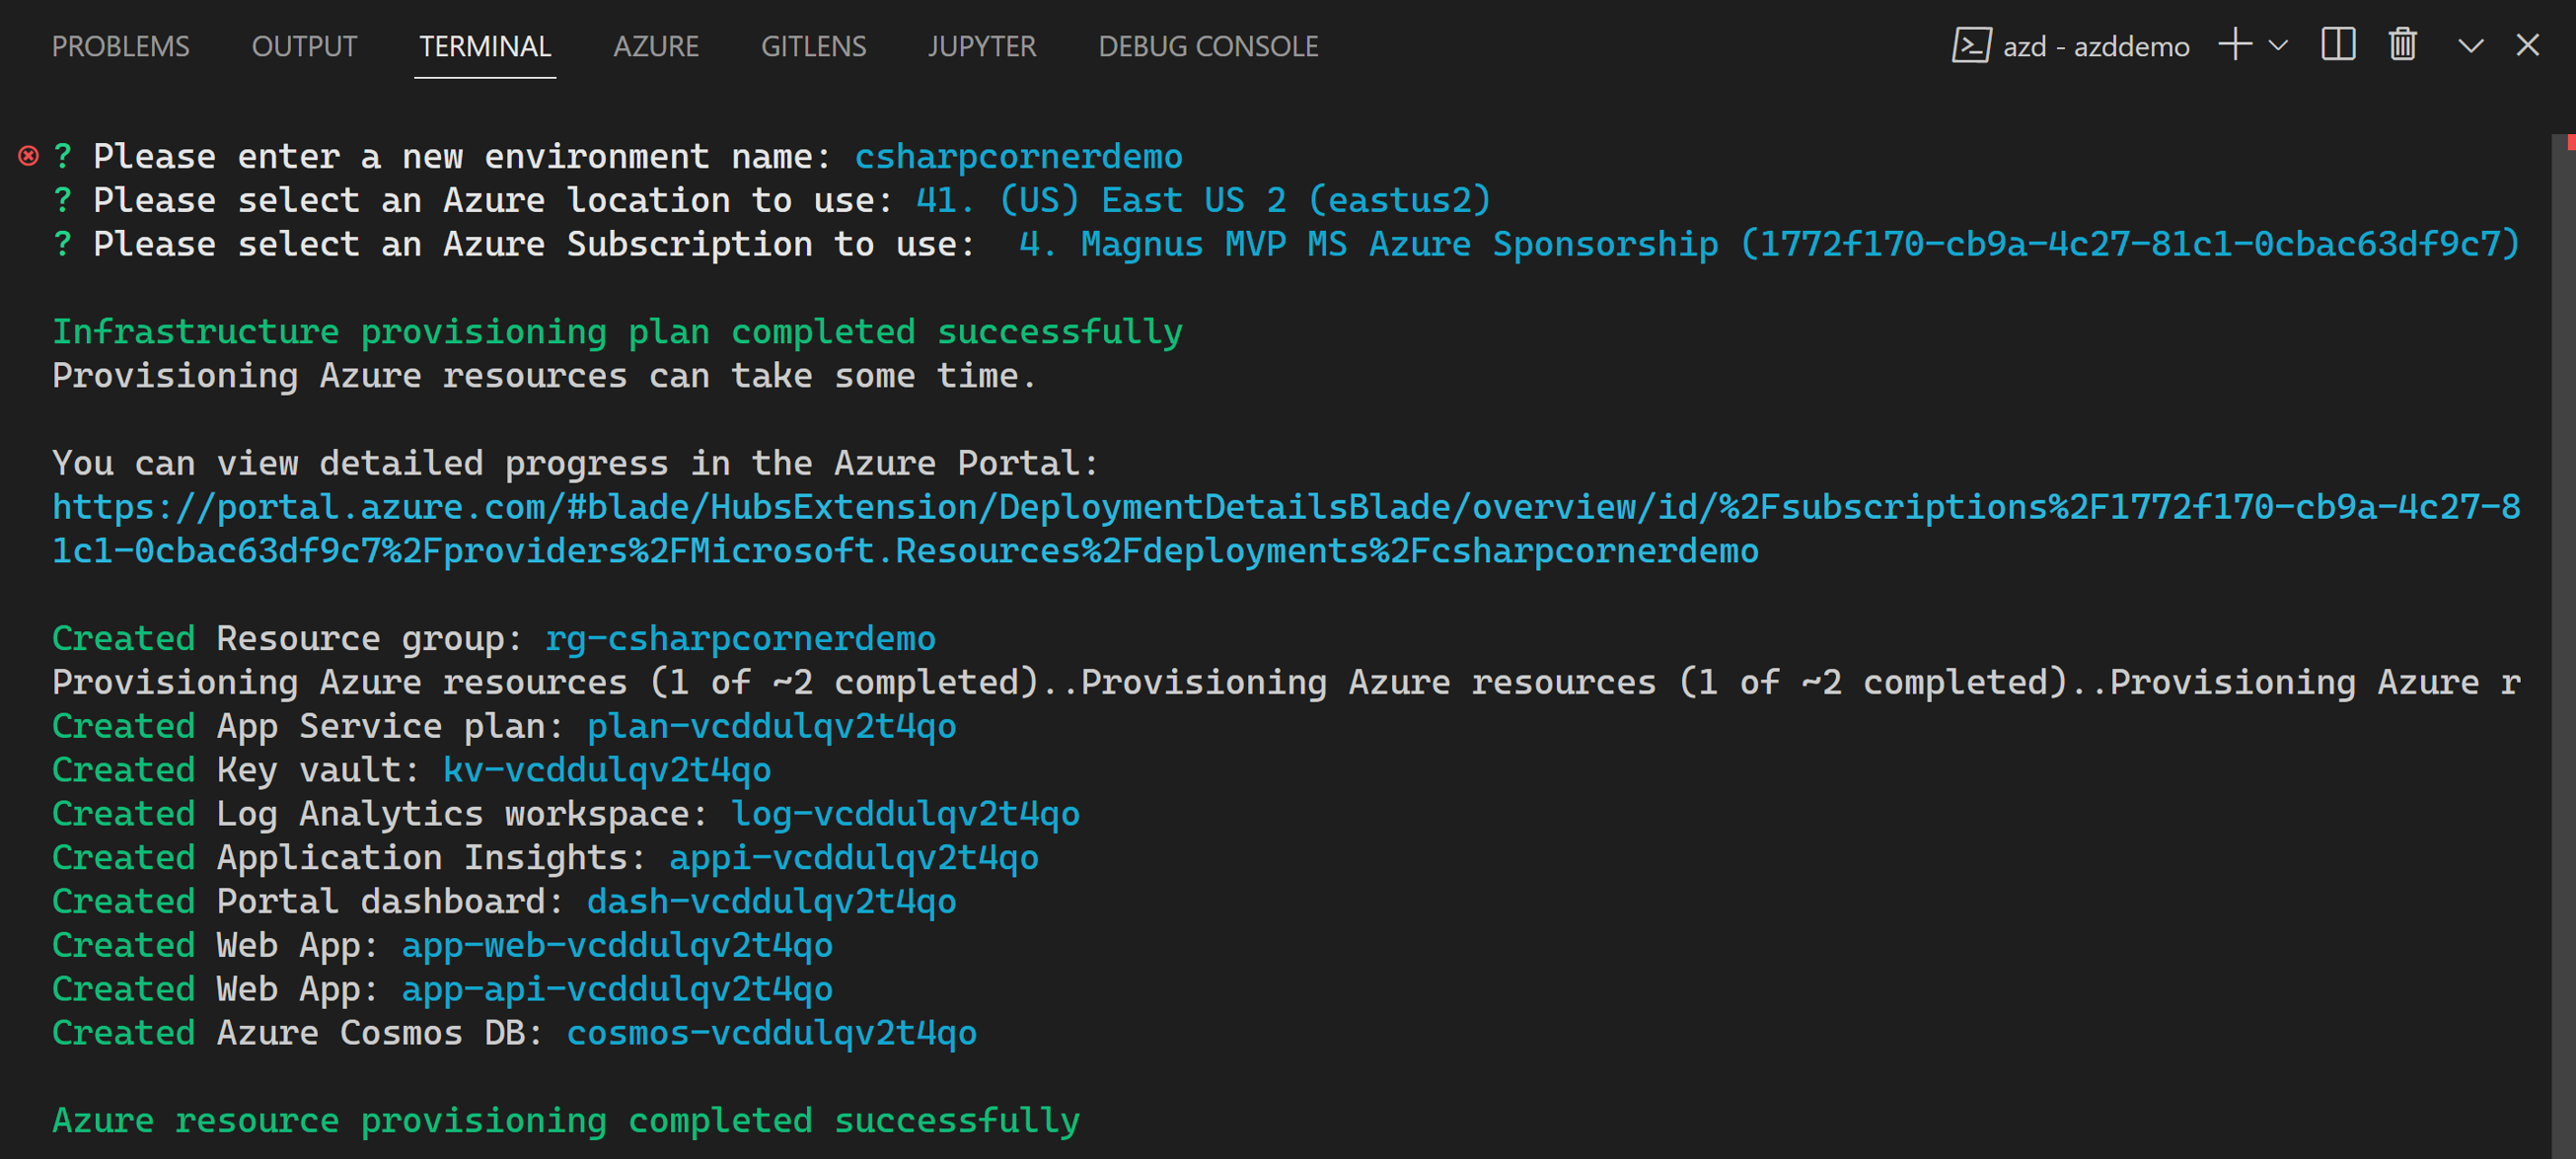 PROBLEMS OUTPUT TERMINAL AZURE GITLENS JUPYTER DEBUG CONSOLE azd - azddemo
? Please enter a new environment name: csharpcornerdemo
? Please select an Azure location to use: 41. (US) East US 2 (eastus2)
? Please select an Azure Subscription to use:  4. Magnus MVP MS Azure Sponsorship (1772f170-cb9a-4c27-81c1-0cbac63df9c7)
Infrastructure provisioning plan completed successfully
Provisioning Azure resources can take some time.
You can view detailed progress in the Azure Portal:
https://portal.azure.com/#blade/HubsExtension/DeploymentDetailsBlade/overview/id/%2Fsubscriptions%2F1772f170-cb9a-4c27-8
1c1-0cbac63df9c7%2Fproviders%2FMicrosoft.Resources%2Fdeployments%2Fcsharpcornerdemo
Created Resource group: rg-csharpcornerdemo
Provisioning Azure resources (1 of ~2 completed)..Provisioning Azure resources (1 of ~2 completed)..Provisioning Azure r
Created App Service plan: plan-vcddulqv2t4qo
Created Key vault: kv-vcddulqv2t4qo
Created Log Analytics workspace: log-vcddulqv2t4qo
Created Application Insights: appi-vcddulqv2t4qo
Created Portal dashboard: dash-vcddulqv2t4qo
Created Web App: app-web-vcddulqv2t4qo
Created Web App: app-api-vcddulqv2t4qo
Created Azure Cosmos DB: cosmos-vcddulqv2t4qo
Azure resource provisioning completed successfully